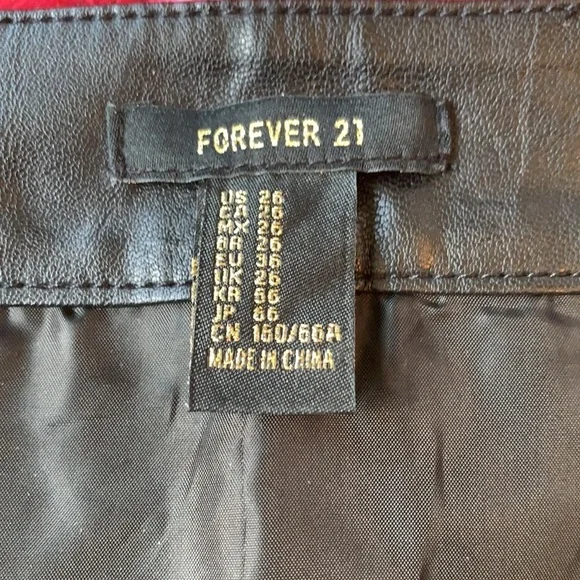 FOREVER 21
US 26
CA 26
MX 26
BR 26
EU 36
UK 26
KR 56
JP 66
CN 160/66A
MADE IN CHINA